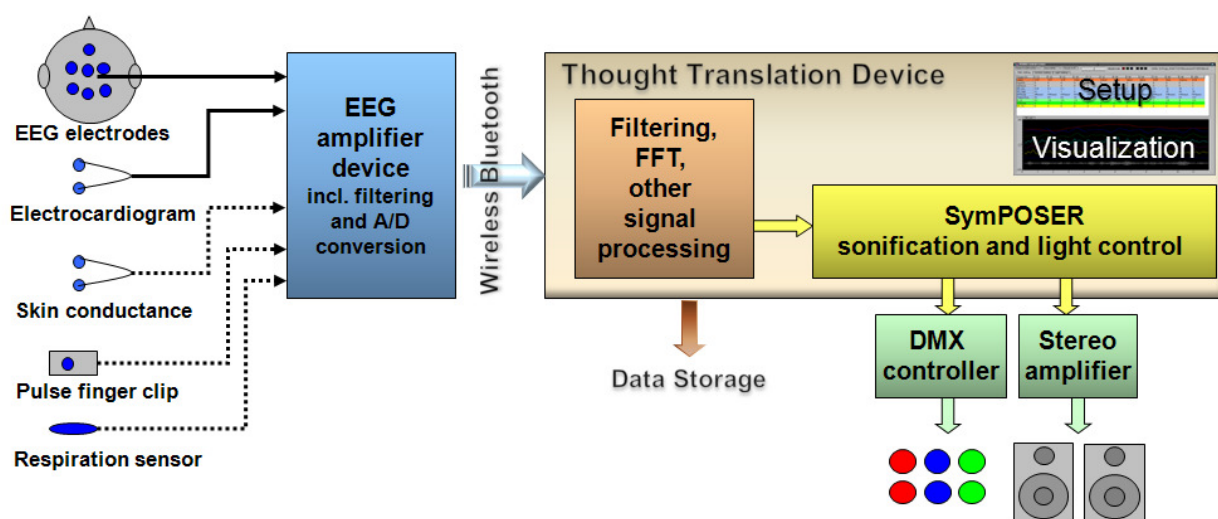 EEG electrodes
Electrocardiogram
Skin conductance
Pulse finger clip
Respiration sensor
EEG
amplifier
device
incl. filtering
and A/D
conversion
Wireless Bluetooth
Thought Translation Device
Filtering,
FFT,
other
signal
processing
Setup
Visualization
SymPOSER
sonification and light control
Data Storage
DMX
controller
Stereo
amplifier